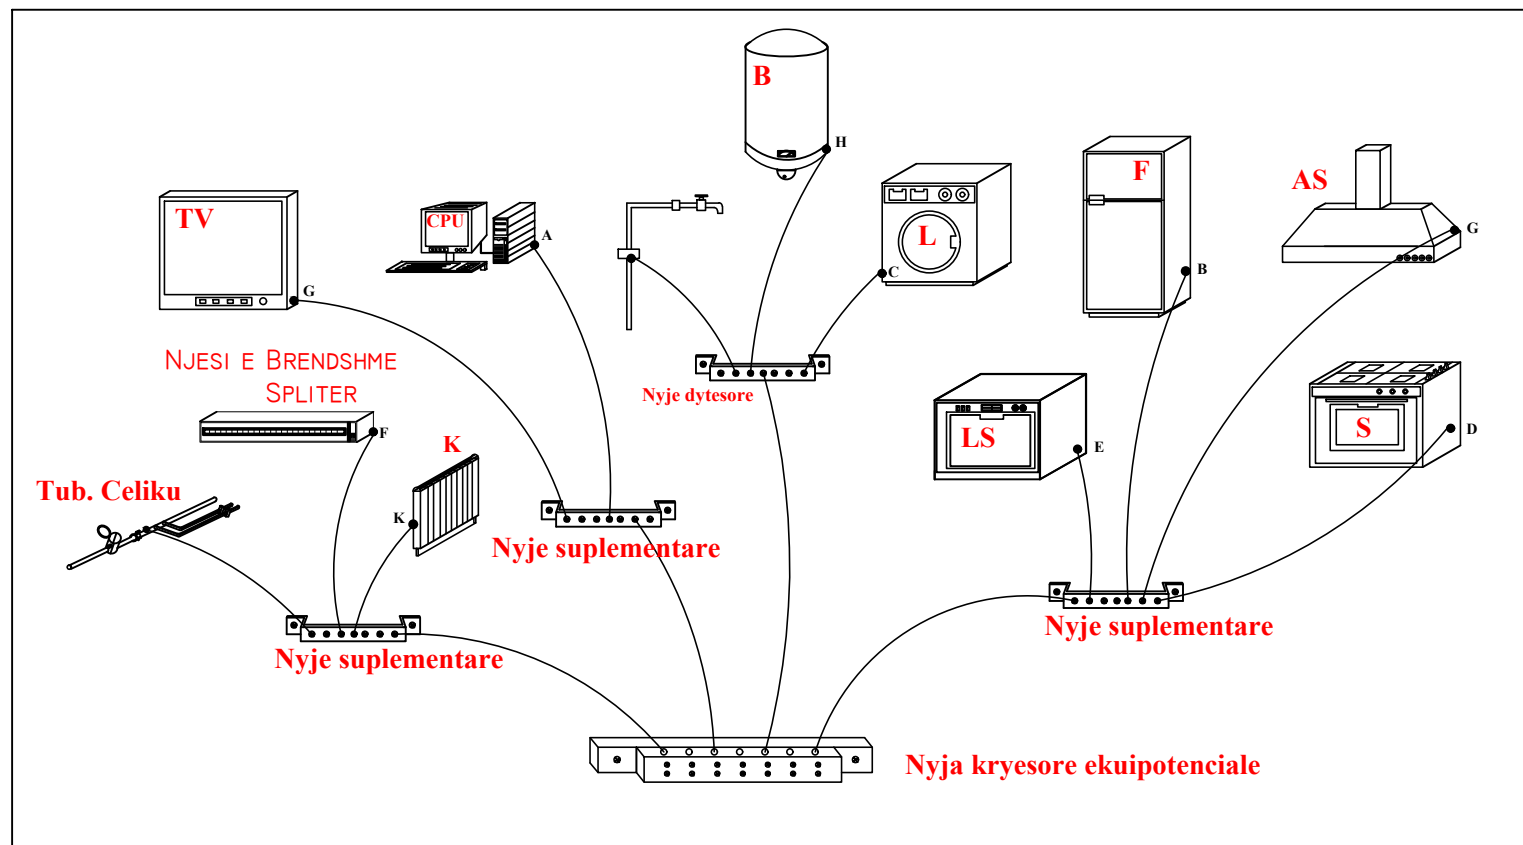 B
H
F
AS
TV
CPU
A
L
G
C
B
G
NJESI E BRENDSHME
SPLITER
Nyje dytesore
F
K
LS
E
S
D
Tub. Celiku
K
Nyje suplementare
Nyje suplementare
Nyje suplementare
Nyja kryesore ekuipotenciale